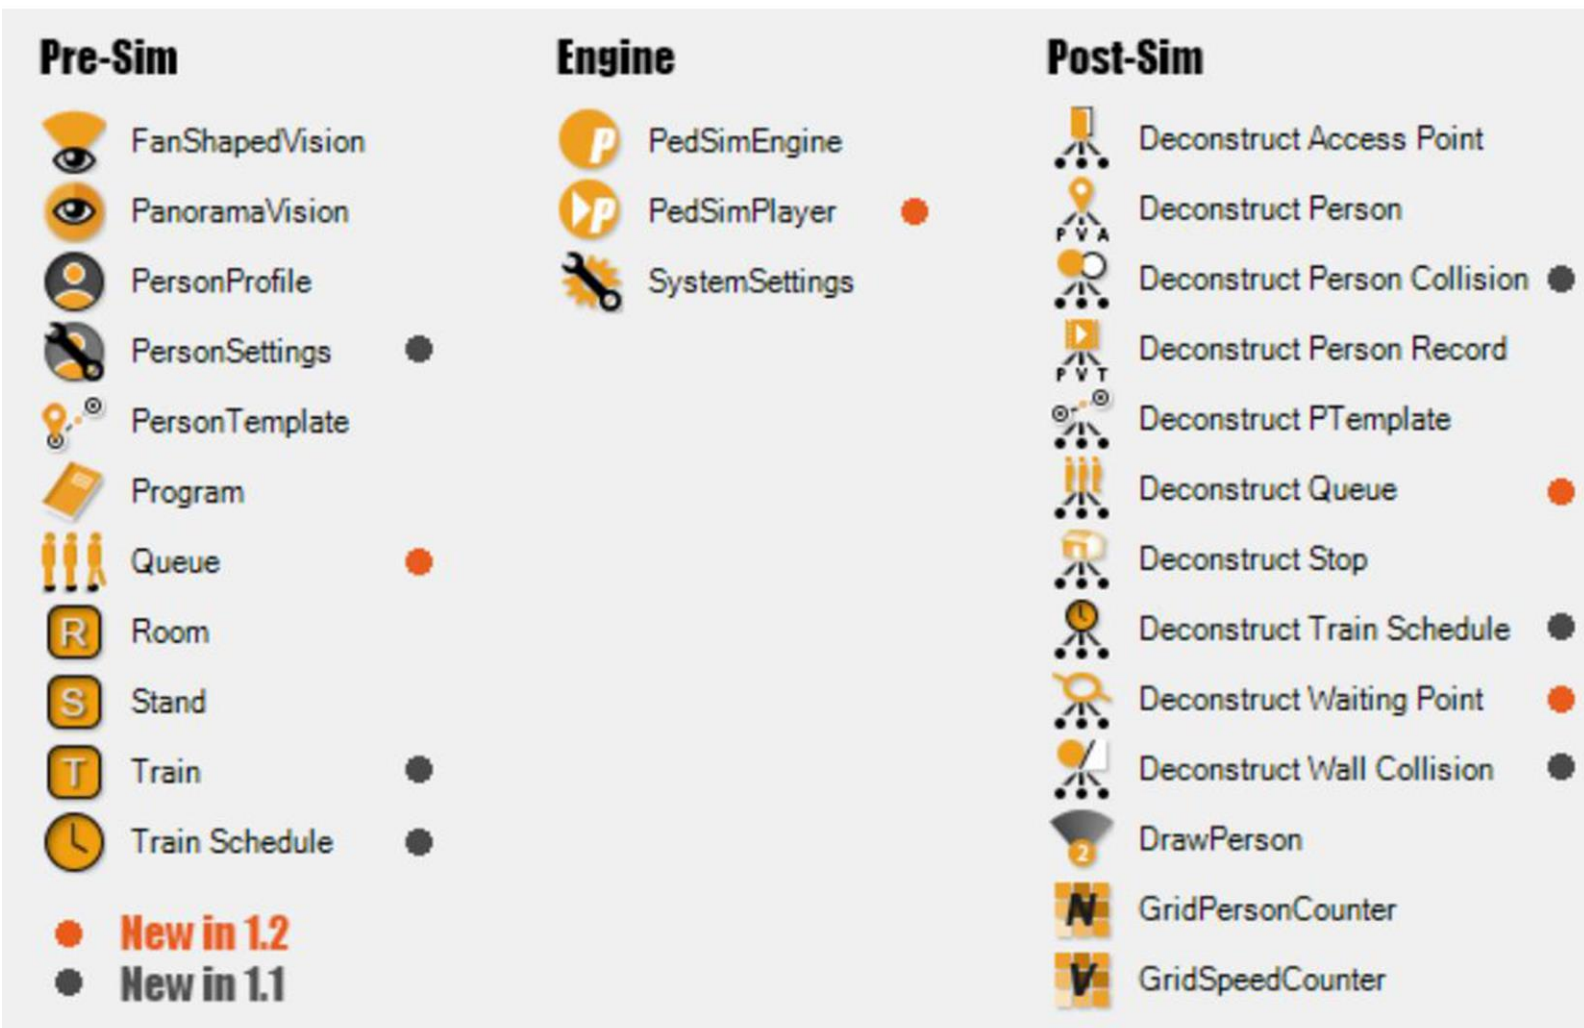 Pre-Sim
FanShapedVision
PanoramaVision
PersonProfile
PersonSettings
PersonTemplate
Program
Queue
R Room
S Stand
T Train
Train Schedule
New in 1.2
New in 1.1
Engine
p PedSimEngine
p PedSimPlayer
SystemSettings
Post-Sim
Deconstruct Access Point
Deconstruct Person
P V A
Deconstruct Person Collision
Deconstruct Person Record
P V T
Deconstruct PTemplate
Deconstruct Queue
Deconstruct Stop
Deconstruct Train Schedule
Deconstruct Waiting Point
Deconstruct Wall Collision
2 DrawPerson
N GridPersonCounter
V GridSpeedCounter